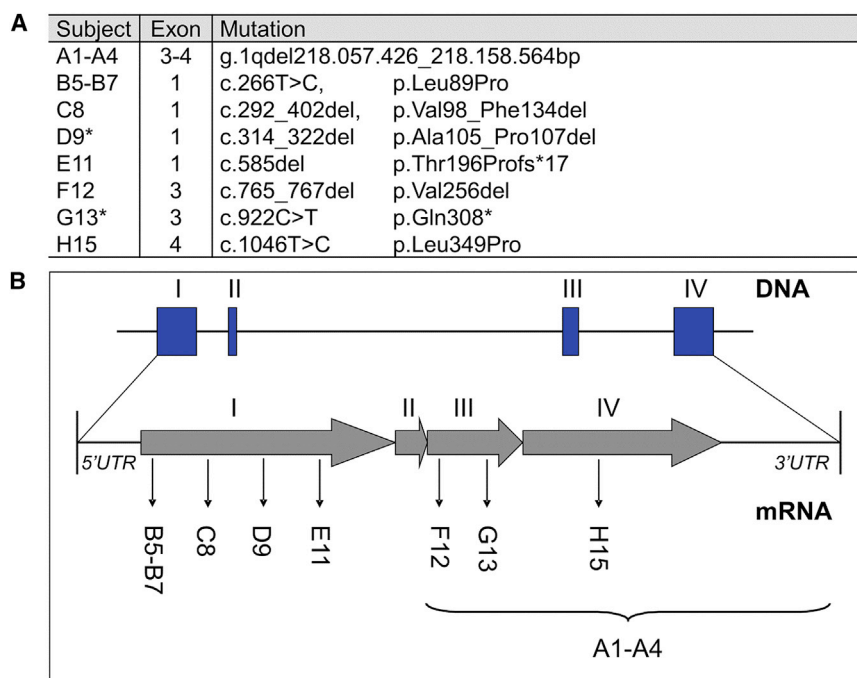 A
Subject Exon Mutation
A1-A4 3-4 g.1qdel218.057.426_218.158.564bp
B5-B7 1 c.266T>C, p.Leu89Pro
C8 1 c.292_402del, p.Val98_Phe134del
D9* 1 c.314_322del p.Ala105_Pro107del
E11 1 c.585del p.Thr196Profs*17
F12 3 c.765_767del p.Val256del
G13* 3 c.922C>T p.Gln308*
H15 4 c.1046T>C p.Leu349Pro
B
I II III IV DNA
I II III IV
5'UTR 3'UTR
mRNA
B5-B7 C8 D9 E11 F12 G13 H15
A1-A4